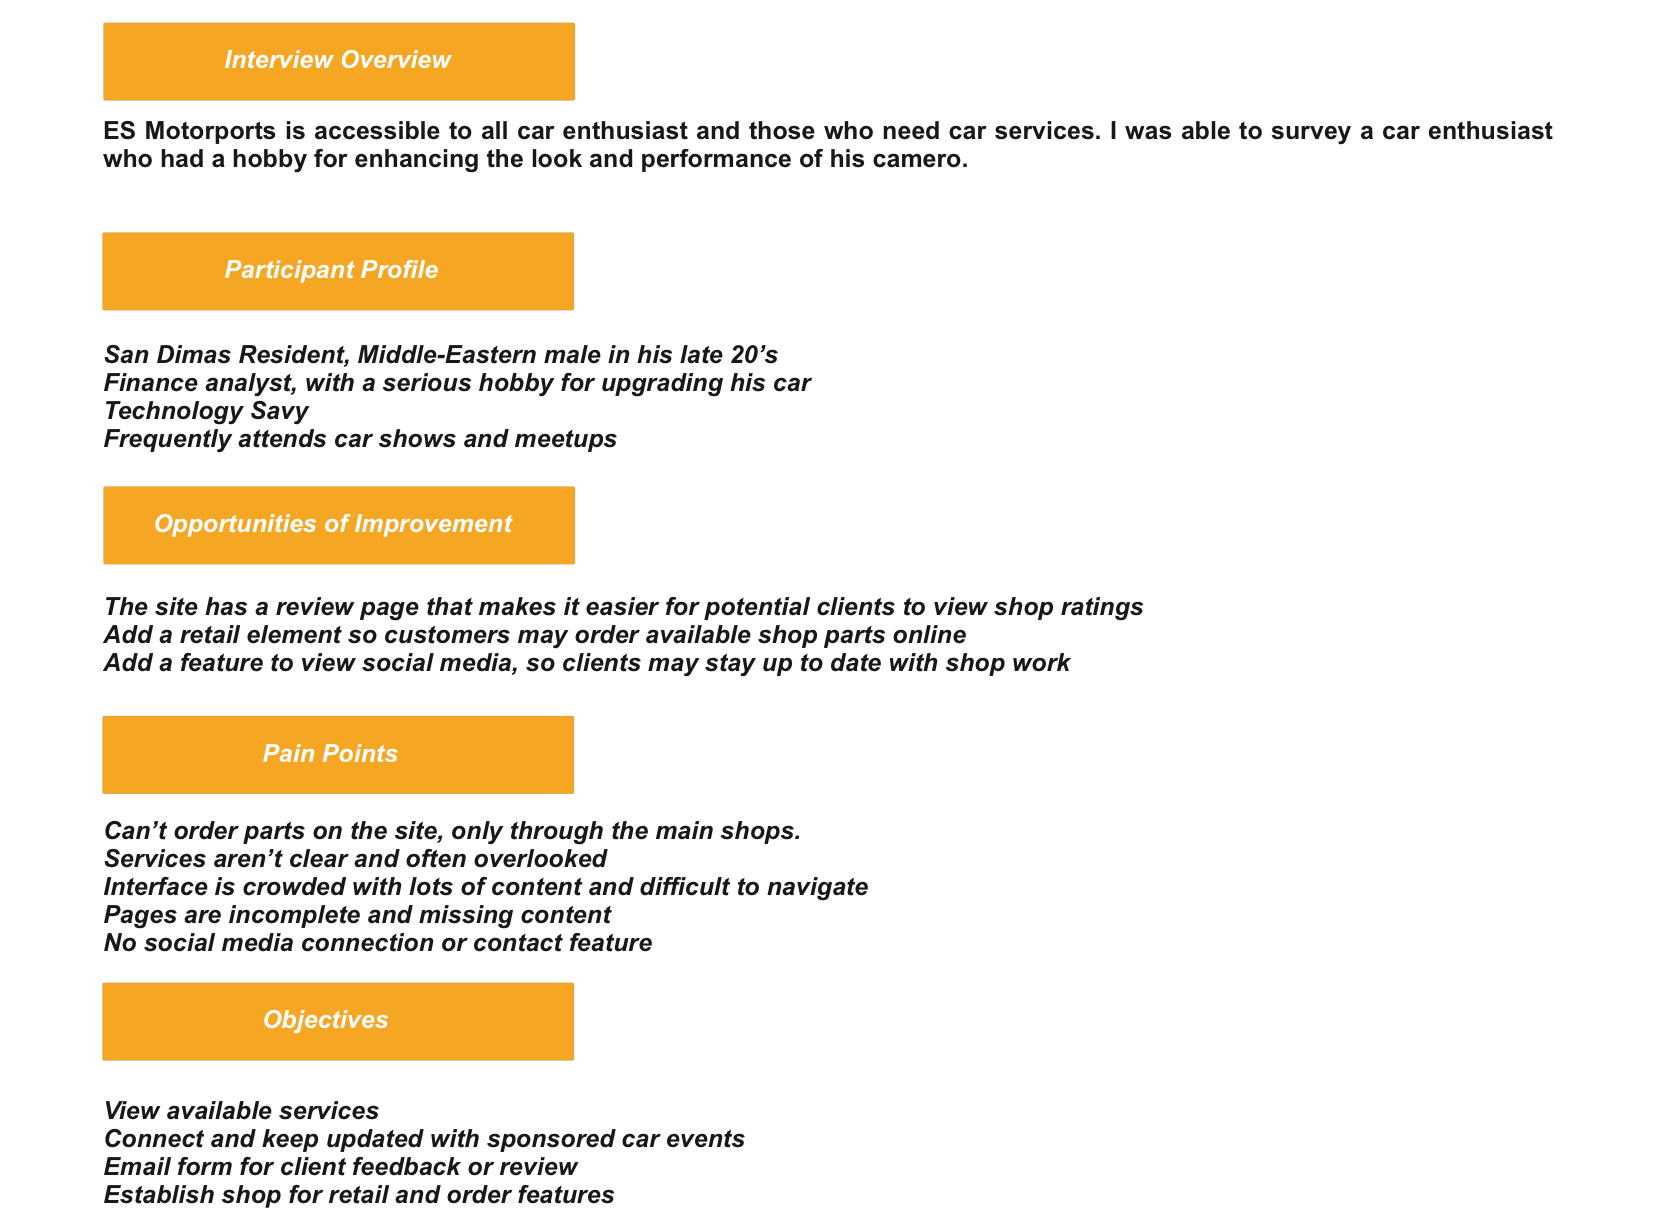 Interview Overview
ES Motorports is accessible to all car enthusiast and those who need car services. I was able to survey a car enthusiast
who had a hobby for enhancing the look and performance of his camero.
Participant Profile
San Dimas Resident, Middle-Eastern male in his late 20’s
Finance analyst, with a serious hobby for upgrading his car
Technology Savy
Frequently attends car shows and meetups
Opportunities of Improvement
The site has a review page that makes it easier for potential clients to view shop ratings
Add a retail element so customers may order available shop parts online
Add a feature to view social media, so clients may stay up to date with shop work
Pain Points
Can’t order parts on the site, only through the main shops.
Services aren’t clear and often overlooked
Interface is crowded with lots of content and difficult to navigate
Pages are incomplete and missing content
No social media connection or contact feature
Objectives
View available services
Connect and keep updated with sponsored car events
Email form for client feedback or review
Establish shop for retail and order features